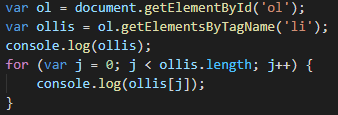 var ol = document.getElementById('ol');
var ollis = ol.getElementsByTagName('li');
console.log(ollis);
for (var j = 0; j < ollis.length; j++) {
    console.log(ollis[j]);
}